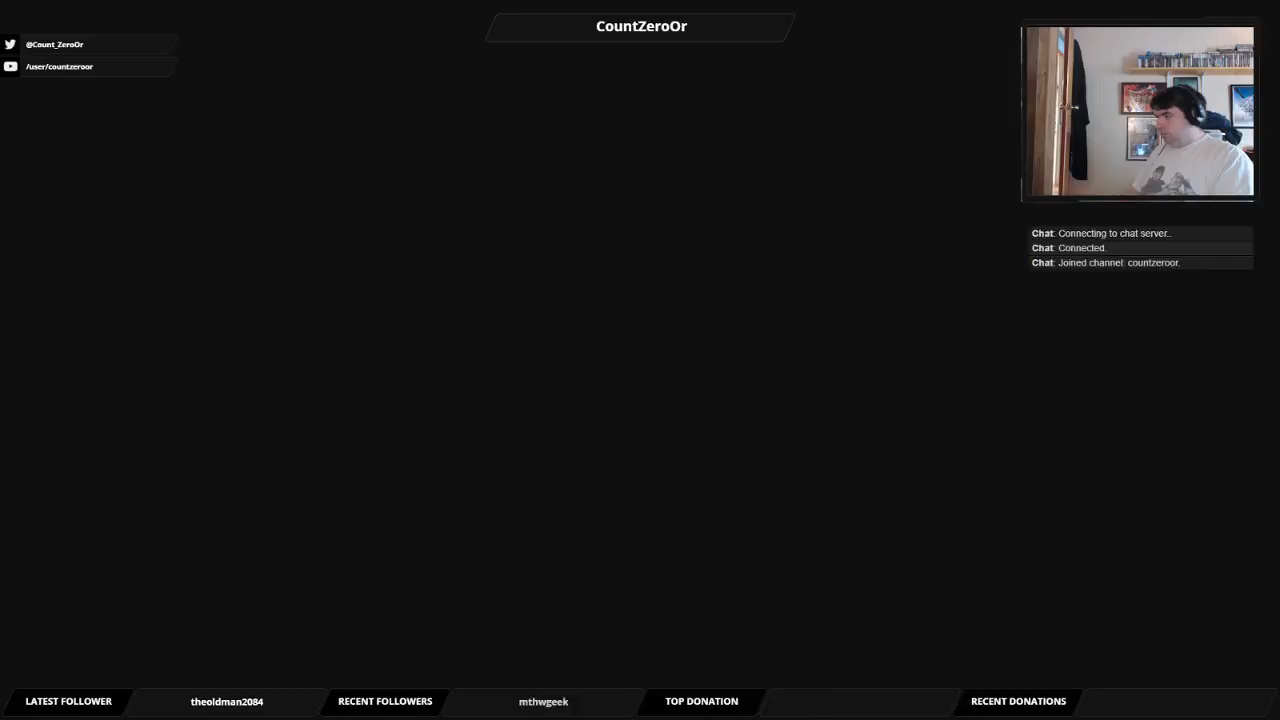 CountZeroOr
@Count_ZeroOr
/user/countzeroor
Chat: Connecting to chat server..
Chat: Connected.
Chat: Joined channel: countzeroor.
LATEST FOLLOWER theoldman2084 RECENT FOLLOWERS mthwgeek TOP DONATION RECENT DONATIONS